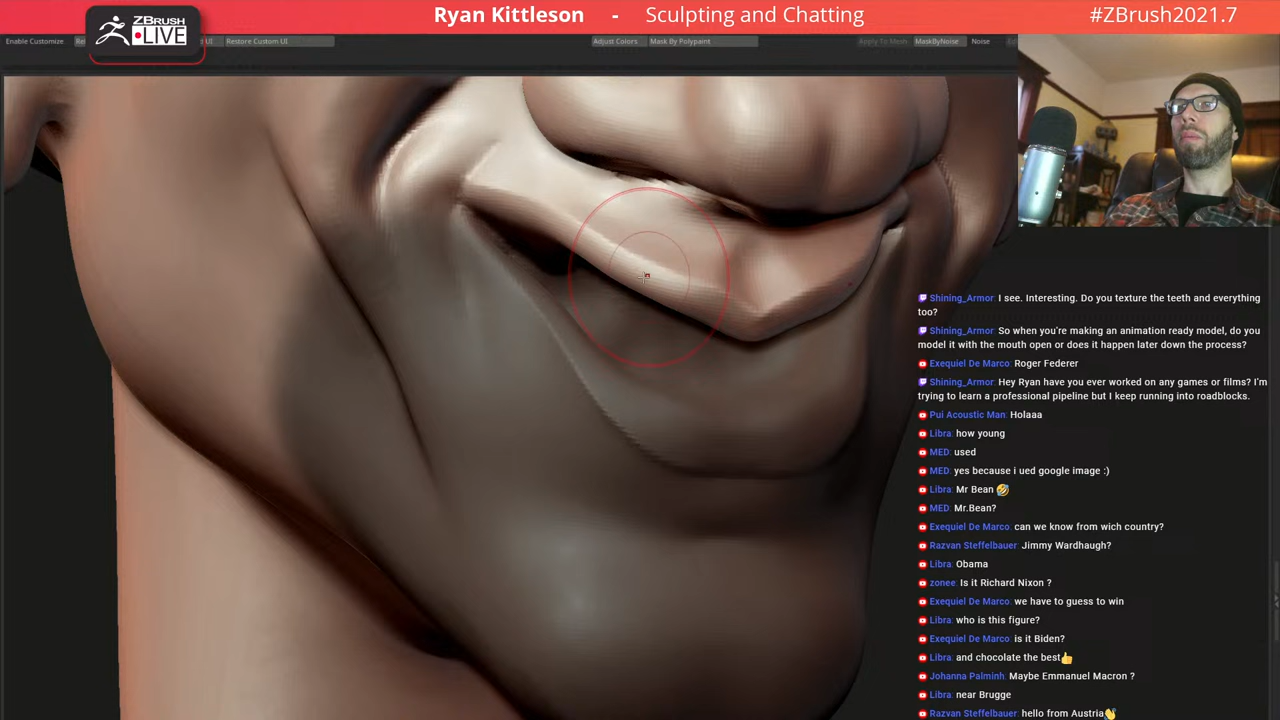 Ryan Kittleson - Sculpting and Chatting
#ZBrush2021.7
ZBRUSH
LIVE
Enable Customize
UI
Restore Custom UI
Adjust Colors
Mask By Polypaint
Apply To Mesh
MaskByNoise
Noise
Shining_Armor: I see. Interesting. Do you texture the teeth and everything
too?
Shining_Armor: So when you're making an animation ready model, do you
model it with the mouth open or does it happen later down the process?
Exequiel De Marco: Roger Federer
Shining_Armor: Hey Ryan have you ever worked on any games or films? I'm
trying to learn a professional pipeline but I keep running into roadblocks.
Pui Acoustic Man: Holaaa
Libra: how young
MED: used
MED: yes because i ued google image :)
Libra: Mr Bean 🤣
MED: Mr.Bean?
Exequiel De Marco: can we know from wich country?
Razvan Steffelbauer: Jimmy Wardhaugh?
Libra: Obama
zonee: Is it Richard Nixon ?
Exequiel De Marco: we have to guess to win
Libra: who is this figure?
Exequiel De Marco: is it Biden?
Libra: and chocolate the best👍
Johanna Palminh: Maybe Emmanuel Macron ?
Libra: near Brugge
Razvan Steffelbauer: hello from Austria👋